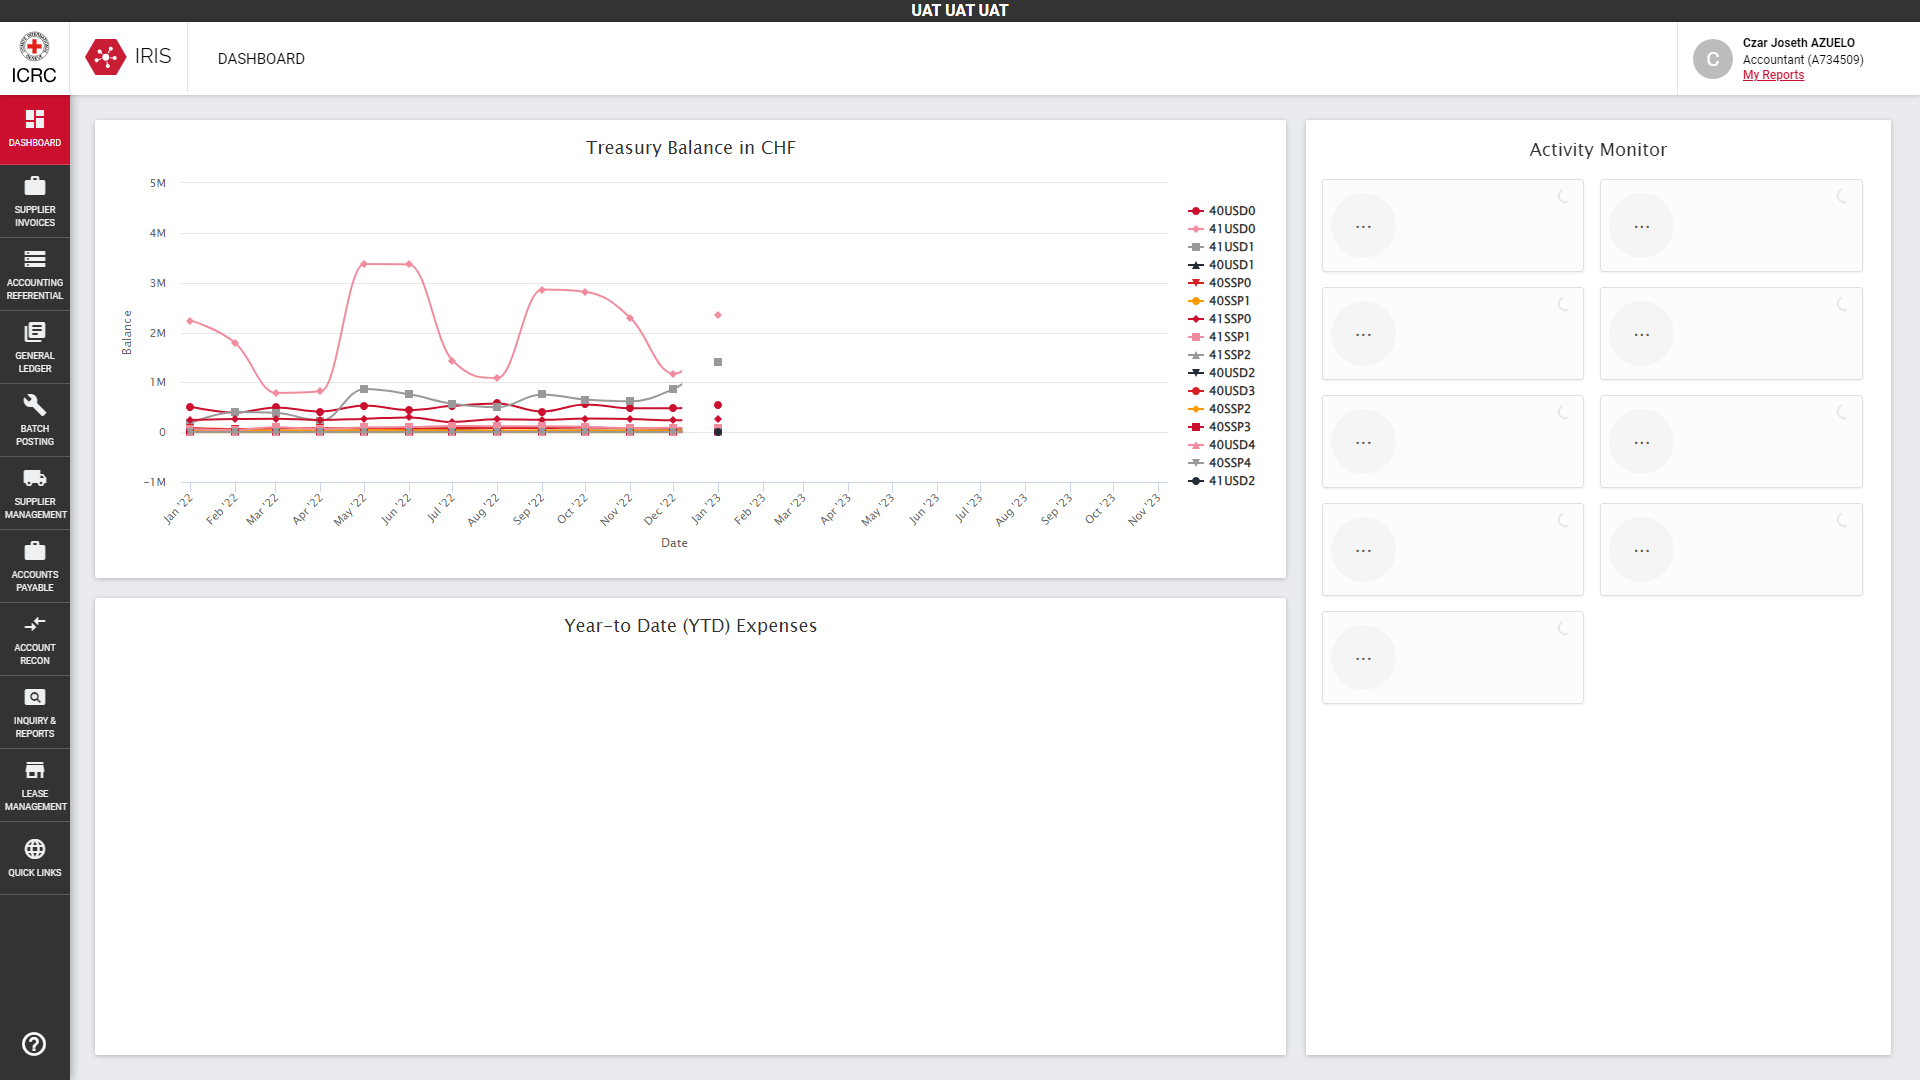 UAT UAT UAT
ICRC
IRIS
DASHBOARD
C
Czar Joseth AZUELO
Accountant (A734509)
My Reports
DASHBOARD
SUPPLIER
INVOICES
ACCOUNTING
REFERENTIAL
GENERAL
LEDGER
BATCH
POSTING
SUPPLIER
MANAGEMENT
ACCOUNTS
PAYABLE
ACCOUNT
RECON
INQUIRY &
REPORTS
LEASE
MANAGEMENT
QUICK LINKS
Treasury Balance in CHF
Balance
5M
4M
3M
2M
1M
0
-1M
Jan '22
Feb '22
Mar '22
Apr '22
May '22
Jun '22
Jul '22
Aug '22
Sep '22
Oct '22
Nov '22
Dec '22
Jan '23
Feb '23
Mar '23
Apr '23
May '23
Jun '23
Jul '23
Aug '23
Sep '23
Oct '23
Nov '23
Date
40USD0
41USD0
41USD1
40USD1
40SSP0
40SSP1
41SSP0
41SSP1
41SSP2
40USD2
40USD3
40SSP2
40SSP3
40USD4
40SSP4
41USD2
Year-to Date (YTD) Expenses
Activity Monitor
... ...
... ...
... ...
... ...
...